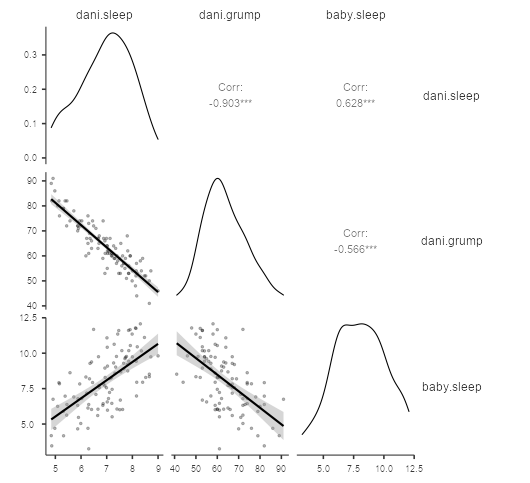 dani.sleep dani.grump baby.sleep
0.3
0.2
0.1
0.0
Corr:
-0.903***
Corr:
0.628***
dani.sleep
90
80
70
60
50
40
Corr:
-0.566***
dani.grump
12.5
10.0
7.5
5.0
baby.sleep
5 6 7 8 9 40 50 60 70 80 90 5.0 7.5 10.0 12.5